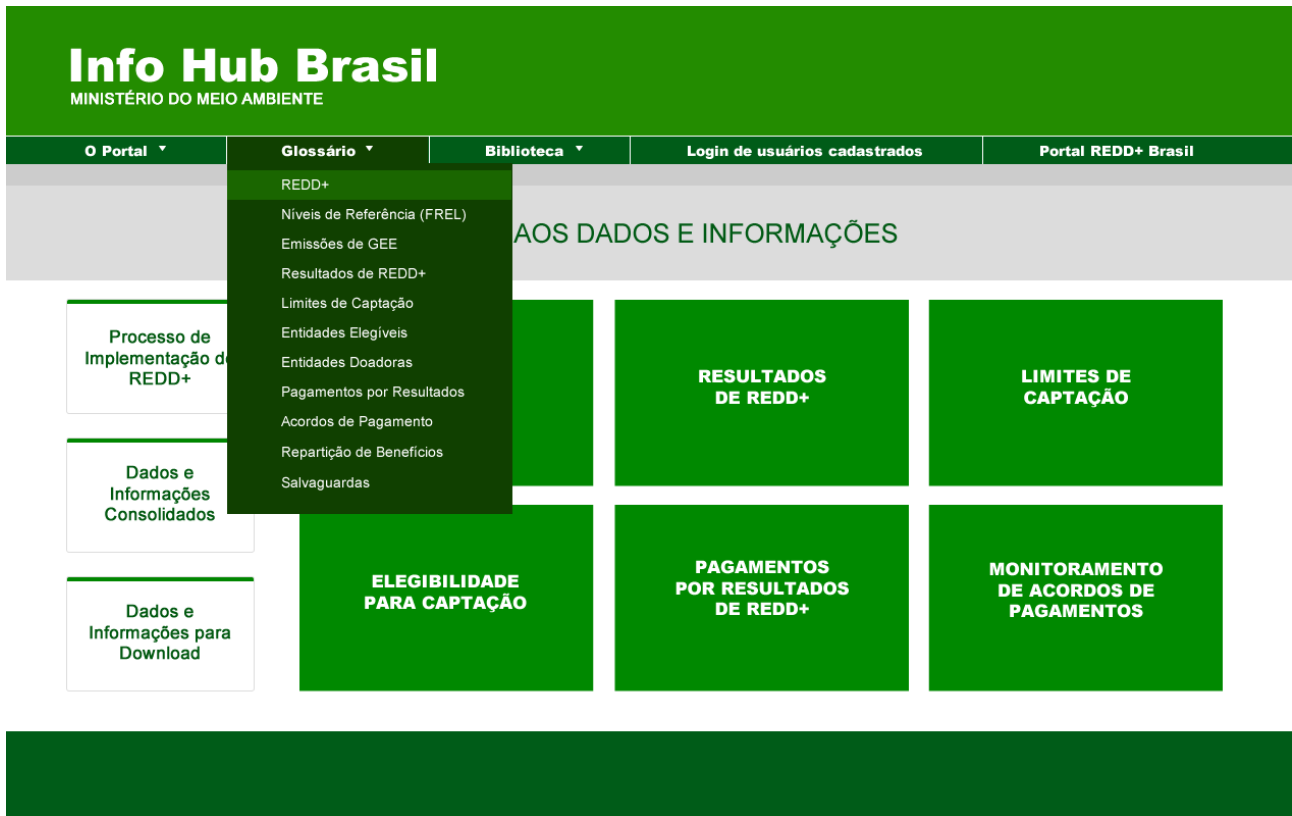 Info Hub Brasil
MINISTÉRIO DO MEIO AMBIENTE
O Portal
Glossário
Biblioteca
Login de usuários cadastrados
Portal REDD+ Brasil
REDD+
Níveis de Referência (FREL)
Emissões de GEE
Resultados de REDD+
Limites de Captação
Entidades Elegíveis
Entidades Doadoras
Pagamentos por Resultados
Acordos de Pagamento
Repartição de Benefícios
Salvaguardas
AOS DADOS E INFORMAÇÕES
Processo de
Implementação
REDD+
Dados e
Informações
Consolidados
Dados e
Informações para
Download
RESULTADOS
DE REDD+
LIMITES DE
CAPTAÇÃO
ELEGIBILIDADE
PARA CAPTAÇÃO
PAGAMENTOS
POR RESULTADOS
DE REDD+
MONITORAMENTO
DE ACORDOS DE
PAGAMENTOS